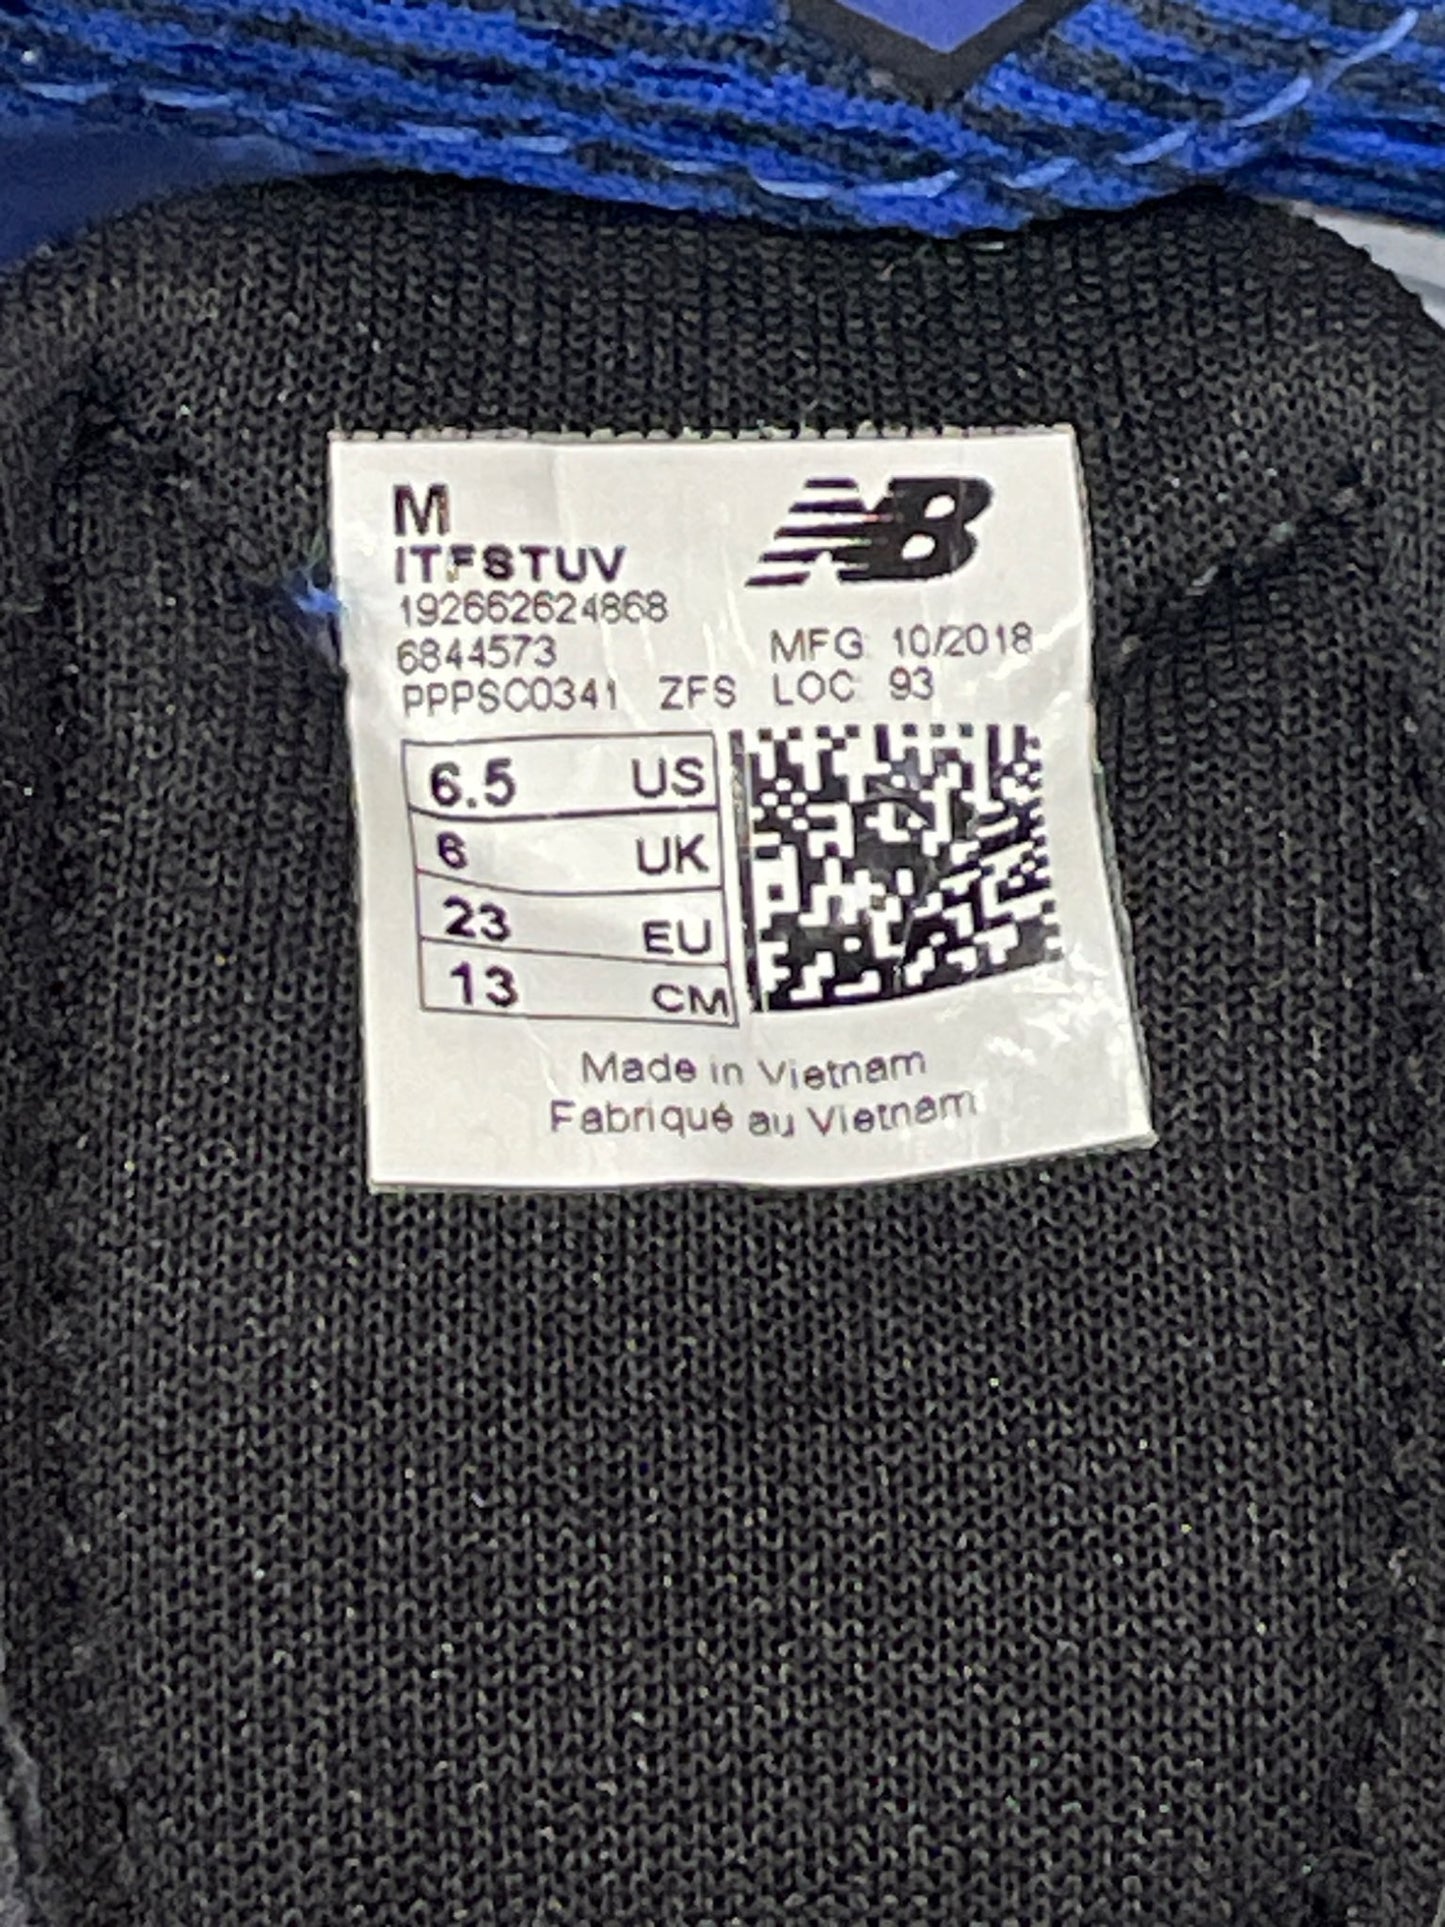 M
NB
ITFSTUV
192662624868
6844573 MFG 10/2018
PPPSC0341 ZFS LOC 93
6.5 US
6 UK
23 EU
13 CM
Made in Vietnam
Fabriqué au Vietnam